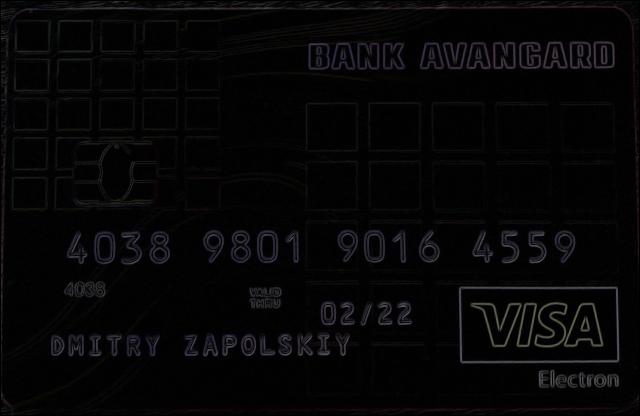 BANK AVANGARD
4038 9801 9016 4559
4038
VALID THRU 02/22
DMITRY ZAPOLSKIY
VISA
Electron